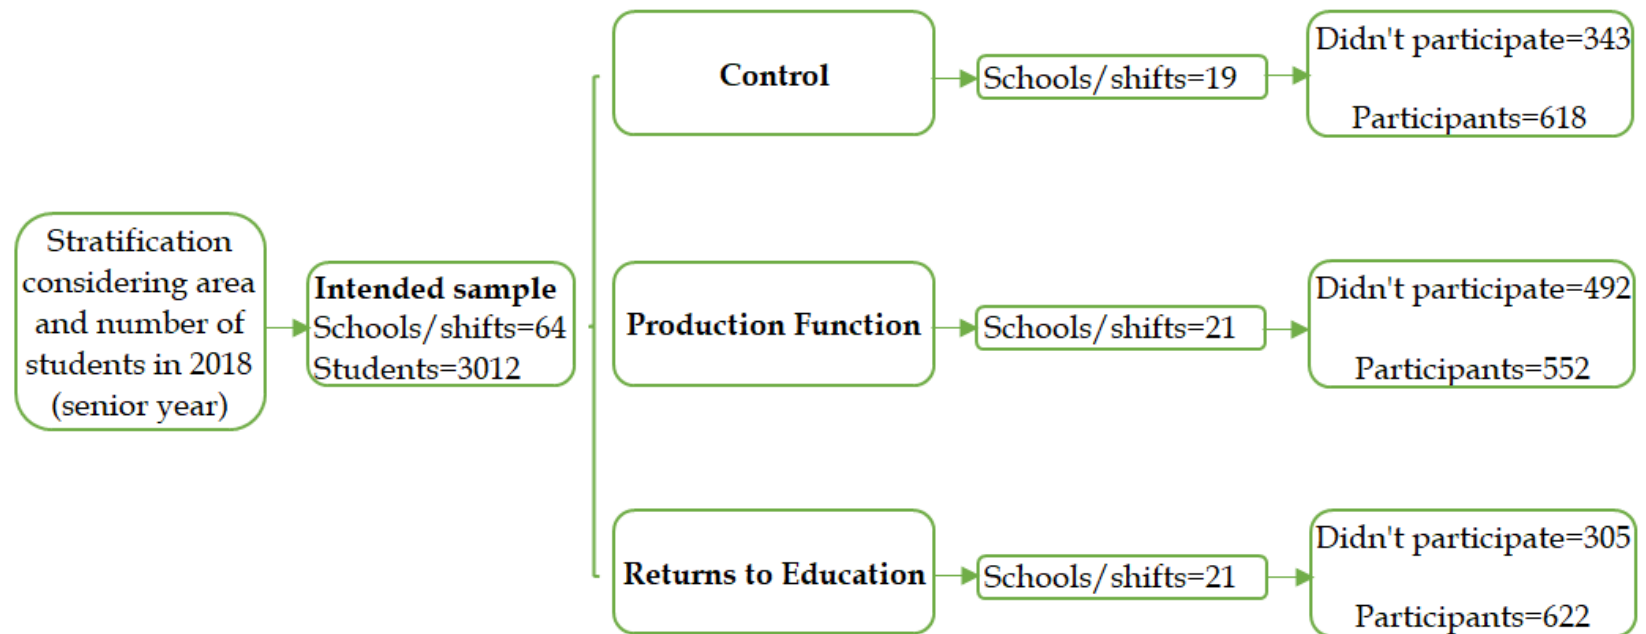 Stratification
considering area
and number of
students in 2018
(senior year)
Intended sample
Schools/shifts=64
Students=3012
Control
Schools/shifts=19
Didn't participate=343
Participants=618
Production Function
Schools/shifts=21
Didn't participate=492
Participants=552
Returns to Education
Schools/shifts=21
Didn't participate=305
Participants=622